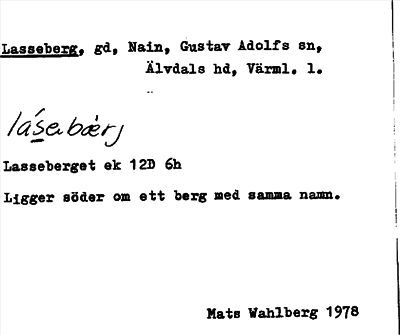 Lasseberg, gd, Nain, Gustav Adolfs sn,
Älvdals hd, Värml. l.
Lasseberget ek 12D 6h
Ligger söder om ett berg med samma namn.
Mats Wahlberg 1978